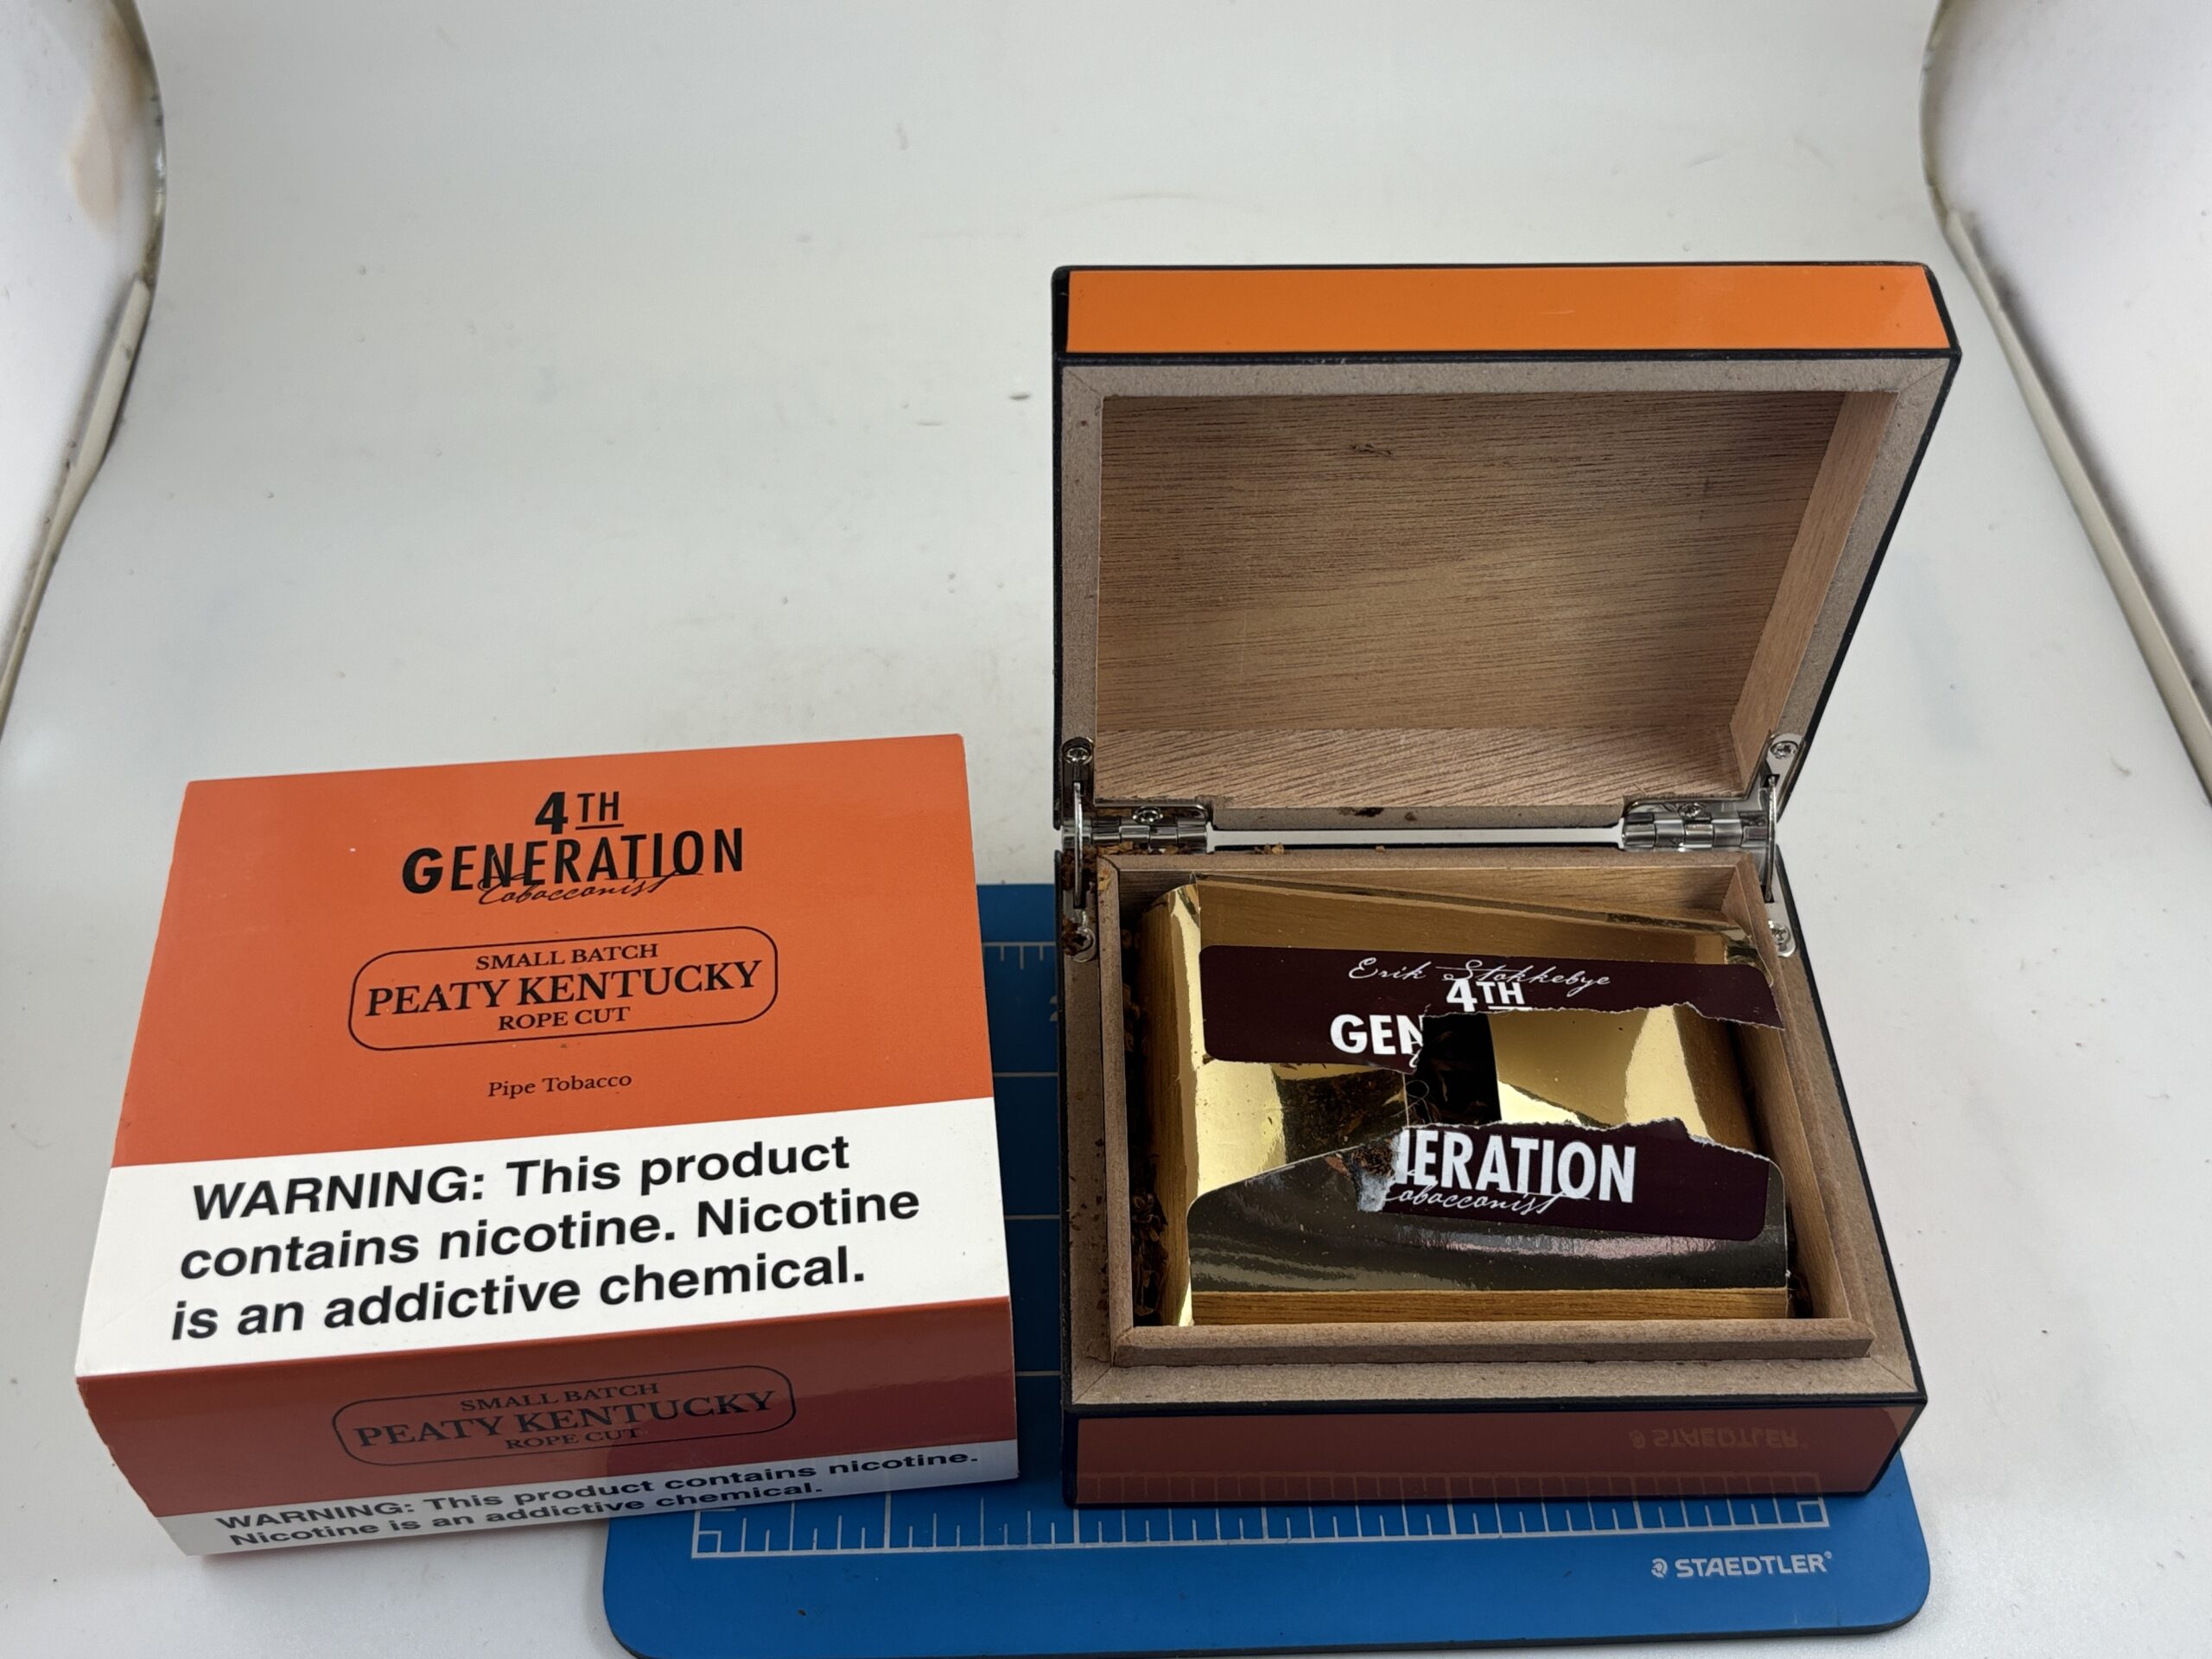 4TH
GENERATION
Tobacconist
SMALL BATCH
PEATY KENTUCKY
ROPE CUT
Pipe Tobacco
WARNING: This product
contains nicotine. Nicotine
is an addictive chemical.
SMALL BATCH
PEATY KENTUCKY
ROPE CUT
WARNING: This product contains nicotine.
Nicotine is an addictive chemical.
Erik Stokkebye
4TH
GEN
ERATION
Tobacconist
STAEDTLER
STAEDTLER